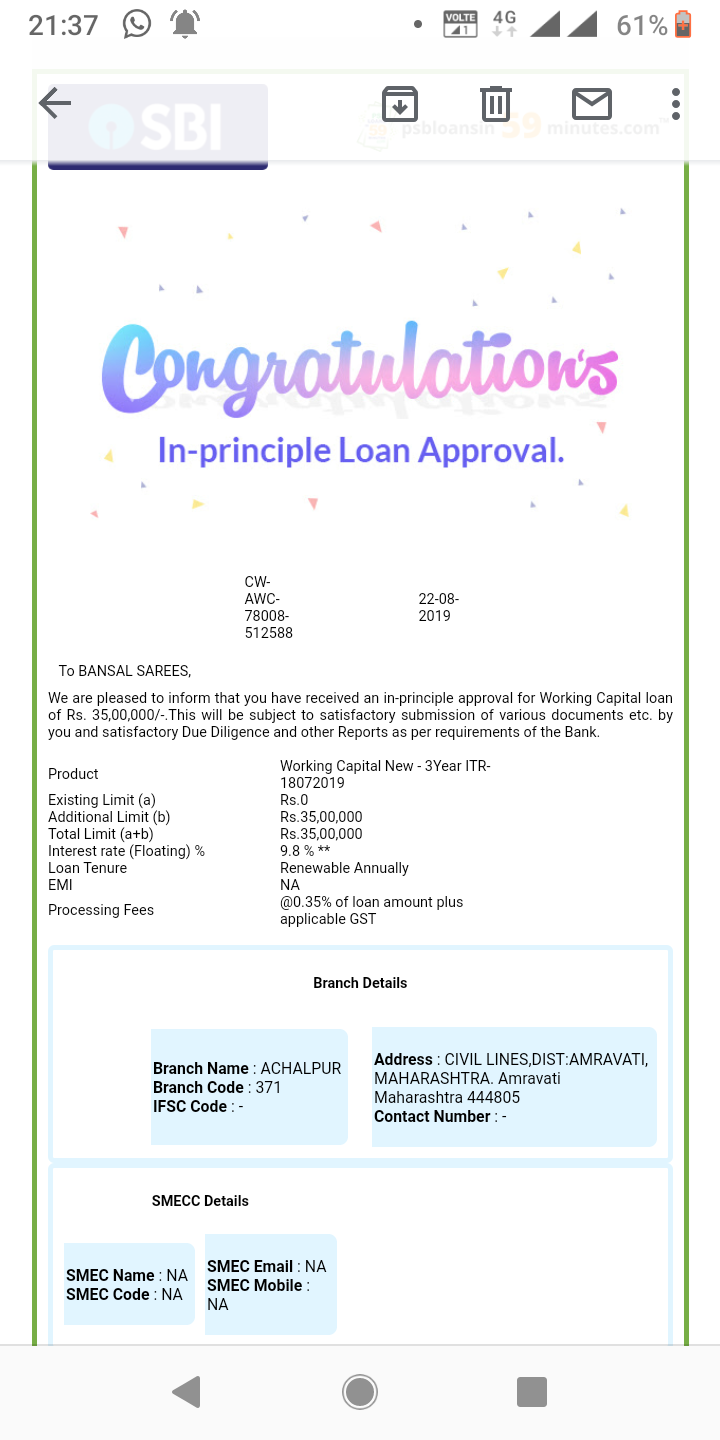 21:37
VOLTE 1
4G
61%
SBI
psbloansin 59 minutes.com™
Congratulations
In-principle Loan Approval.
CW-
AWC-
78008-
512588
22-08-
2019
To BANSAL SAREES,
We are pleased to inform that you have received an in-principle approval for Working Capital loan
of Rs. 35,00,000/-.This will be subject to satisfactory submission of various documents etc. by
you and satisfactory Due Diligence and other Reports as per requirements of the Bank.
Product Working Capital New - 3Year ITR-
18072019
Existing Limit (a) Rs.0
Additional Limit (b) Rs.35,00,000
Total Limit (a+b) Rs.35,00,000
Interest rate (Floating) % 9.8 % **
Loan Tenure Renewable Annually
EMI NA
Processing Fees @0.35% of loan amount plus
applicable GST
Branch Details
Branch Name : ACHALPUR
Branch Code : 371
IFSC Code : -
Address : CIVIL LINES,DIST:AMRAVATI,
MAHARASHTRA. Amravati
Maharashtra 444805
Contact Number : -
SMECC Details
SMEC Name : NA
SMEC Code : NA
SMEC Email : NA
SMEC Mobile :
NA